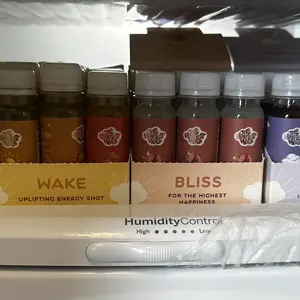 WAKE
UPLIFTING ENERGY SHOT
BLISS
FOR THE HIGHEST
HAPPINESS
HumidityControl
High
Low